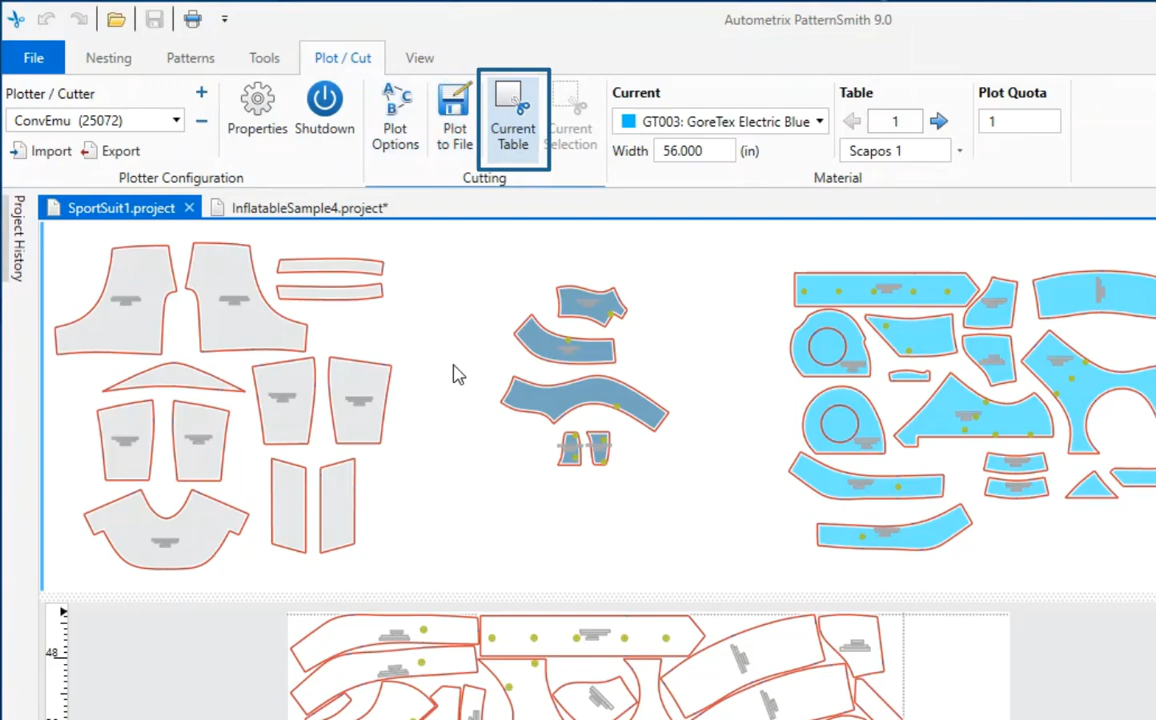 Autometrix PatternSmith 9.0
File Nesting Patterns Tools Plot / Cut View
Plotter / Cutter
ConvEmu (25072)
Import Export
Plotter Configuration
Properties
Shutdown
A B C
Plot
Options
Plot
to File
Current
Table
Current
Selection
Cutting
Current
GT003: GoreTex Electric Blue
Width 56.000 (in)
Table
1
Scapos 1
Material
Plot Quota
1
Project History
SportSuit1.project InflatableSample4.project*
48